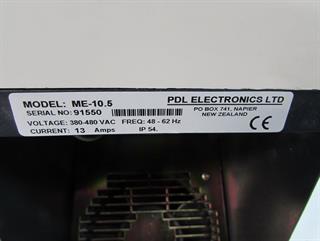 MODEL: ME-10.5 PDL ELECTRONICS LTD
SERIAL NO: 91550 PO BOX 741, NAPIER
NEW ZEALAND
VOLTAGE: 380-480 VAC FREQ: 48 - 62 Hz
CURRENT: 13 Amps IP 54.
CE